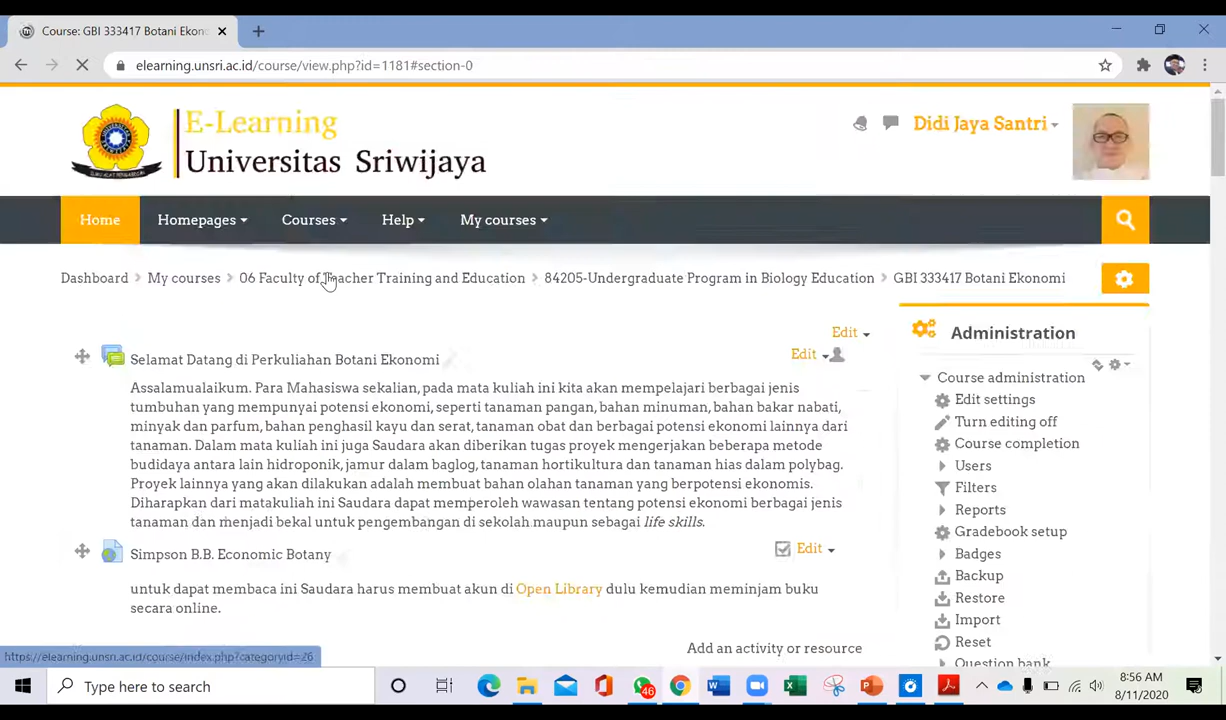 Course: GBI 333417 Botani Ekono
elearning.unsri.ac.id/course/view.php?id=1181#section-0
E-Learning
Universitas Sriwijaya
Didi Jaya Santri
Home Homepages Courses Help My courses
Dashboard My courses 06 Faculty of Teacher Training and Education 84205-Undergraduate Program in Biology Education GBI 333417 Botani Ekonomi
Edit
Edit
Selamat Datang di Perkuliahan Botani Ekonomi
Assalamualaikum. Para Mahasiswa sekalian, pada mata kuliah ini kita akan mempelajari berbagai jenis
tumbuhan yang mempunyai potensi ekonomi, seperti tanaman pangan, bahan minuman, bahan bakar nabati,
minyak dan parfum, bahan penghasil kayu dan serat, tanaman obat dan berbagai potensi ekonomi lainnya dari
tanaman. Dalam mata kuliah ini juga Saudara akan diberikan tugas proyek mengerjakan beberapa metode
budidaya antara lain hidroponik, jamur dalam baglog, tanaman hortikultura dan tanaman hias dalam polybag.
Proyek lainnya yang akan dilakukan adalah membuat bahan olahan tanaman yang berpotensi ekonomis.
Diharapkan dari matakuliah ini Saudara dapat memperoleh wawasan tentang potensi ekonomi berbagai jenis
tanaman dan menjadi bekal untuk pengembangan di sekolah maupun sebagai life skills.
Simpson B.B. Economic Botany
Edit
untuk dapat membaca ini Saudara harus membuat akun di Open Library dulu kemudian meminjam buku
secara online.
Add an activity or resource
Administration
Course administration
Edit settings
Turn editing off
Course completion
Users
Filters
Reports
Gradebook setup
Badges
Backup
Restore
Import
Reset
Question bank
https://elearning.unsri.ac.id/course/index.php?categoryid=26
Type here to search
46
8:56 AM
8/11/2020